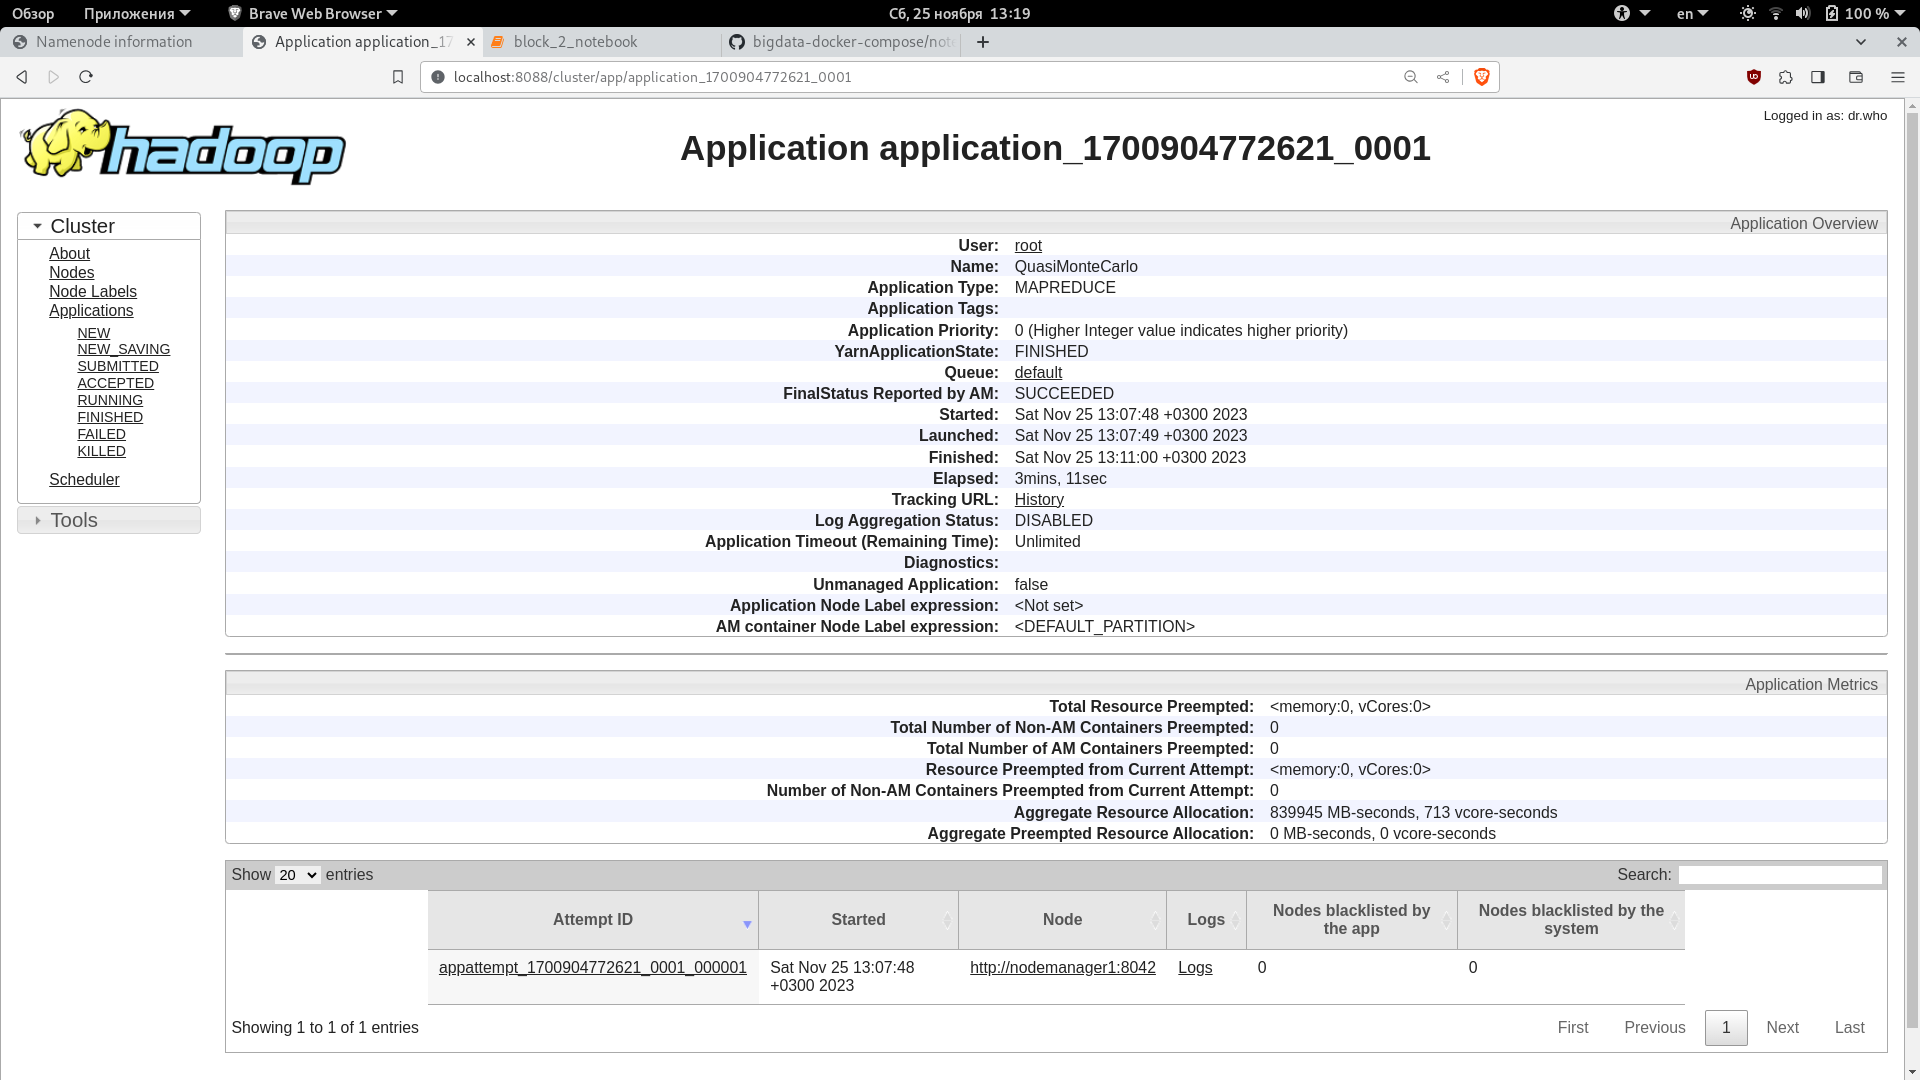 Обзор Приложения Brave Web Browser Сб, 25 ноября 13:19 en 100 %
Namenode information Application application_17 block_2_notebook bigdata-docker-compose/not
localhost:8088/cluster/app/application_1700904772621_0001
Logged in as: dr.who
hadoop
Application application_1700904772621_0001
Cluster
About
Nodes
Node Labels
Applications
NEW
NEW_SAVING
SUBMITTED
ACCEPTED
RUNNING
FINISHED
FAILED
KILLED
Scheduler
Tools
Application Overview
User: root
Name: QuasiMonteCarlo
Application Type: MAPREDUCE
Application Tags:
Application Priority: 0 (Higher Integer value indicates higher priority)
YarnApplicationState: FINISHED
Queue: default
FinalStatus Reported by AM: SUCCEEDED
Started: Sat Nov 25 13:07:48 +0300 2023
Launched: Sat Nov 25 13:07:49 +0300 2023
Finished: Sat Nov 25 13:11:00 +0300 2023
Elapsed: 3mins, 11sec
Tracking URL: History
Log Aggregation Status: DISABLED
Application Timeout (Remaining Time): Unlimited
Diagnostics:
Unmanaged Application: false
Application Node Label expression: <Not set>
AM container Node Label expression: <DEFAULT_PARTITION>
Application Metrics
Total Resource Preempted: <memory:0, vCores:0>
Total Number of Non-AM Containers Preempted: 0
Total Number of AM Containers Preempted: 0
Resource Preempted from Current Attempt: <memory:0, vCores:0>
Number of Non-AM Containers Preempted from Current Attempt: 0
Aggregate Resource Allocation: 839945 MB-seconds, 713 vcore-seconds
Aggregate Preempted Resource Allocation: 0 MB-seconds, 0 vcore-seconds
Show 20 entries Search:
Attempt ID Started Node Logs Nodes blacklisted by the app Nodes blacklisted by the system
appattempt_1700904772621_0001_000001 Sat Nov 25 13:07:48 +0300 2023 http://nodemanager1:8042 Logs 0 0
Showing 1 to 1 of 1 entries First Previous 1 Next Last